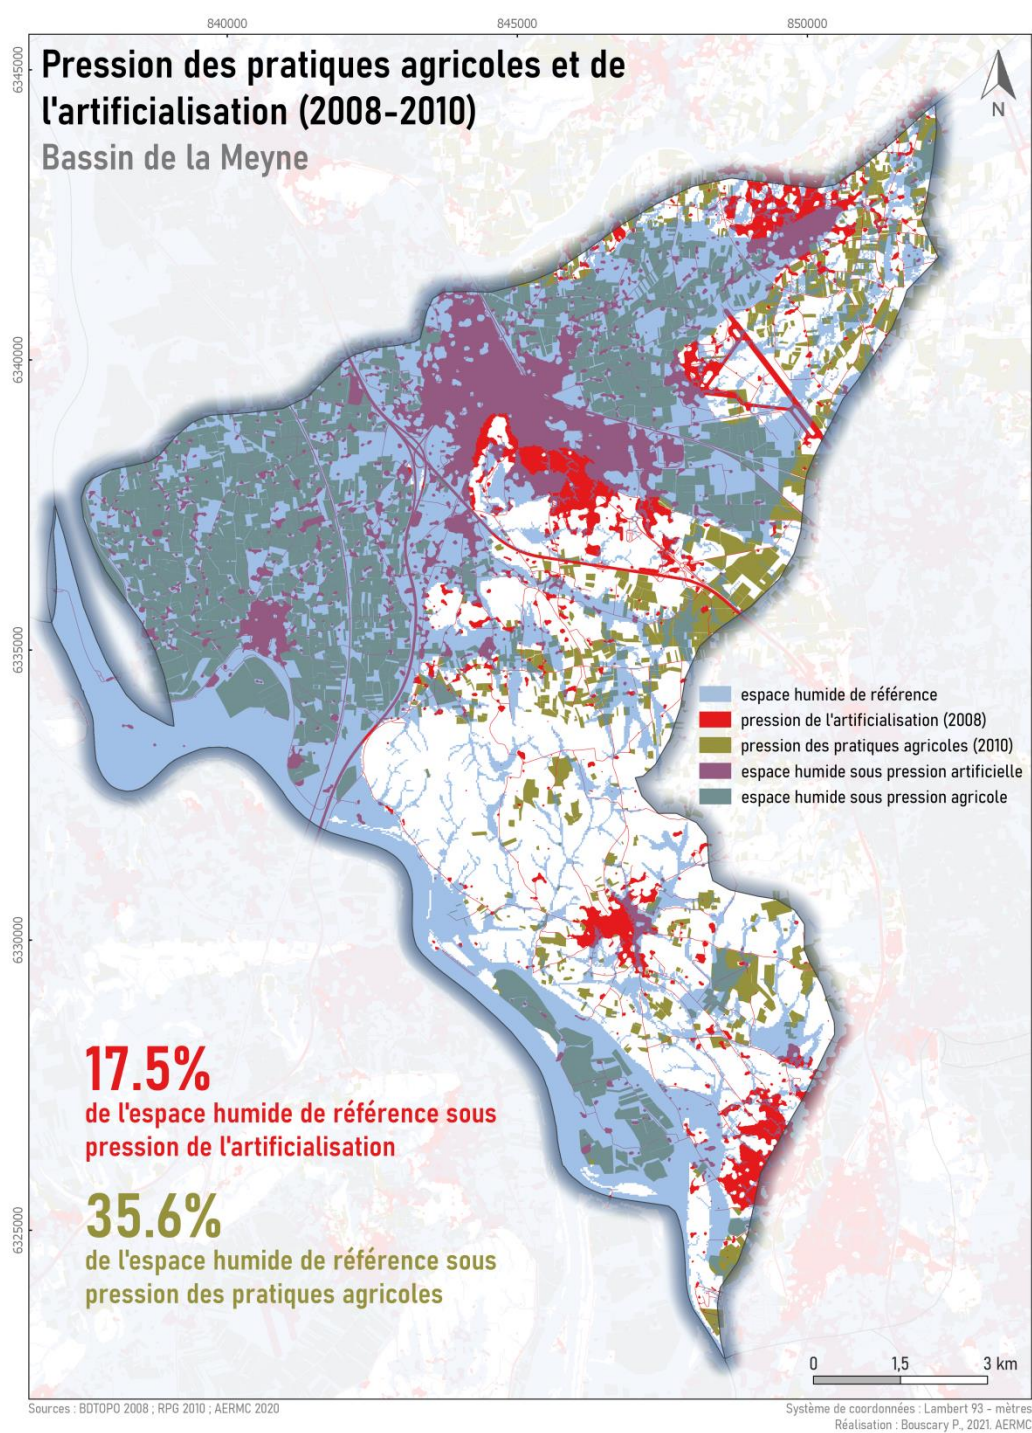 840000
845000
850000
6345000
6340000
6335000
6330000
6325000
Pression des pratiques agricoles et de
l'artificialisation (2008-2010)
Bassin de la Meyne
N
espace humide de référence
pression de l'artificialisation (2008)
pression des pratiques agricoles (2010)
espace humide sous pression artificielle
espace humide sous pression agricole
17.5%
de l'espace humide de référence sous
pression de l'artificialisation
35.6%
de l'espace humide de référence sous
pression des pratiques agricoles
0 1,5 3 km
Sources : BDTOPO 2008 ; RPG 2010 ; AERMC 2020
Système de coordonnées : Lambert 93 - mètres
Réalisation : Bouscary P., 2021. AERMC